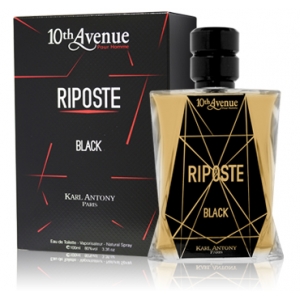 10th Avenue
Pour Homme
RIPOSTE
BLACK
KARL ANTONY
PARIS
Eau de Toilette - Vaporisateur - Natural Spray
10th Avenue
RIPOSTE
BLACK
KARL ANTONY
PARIS